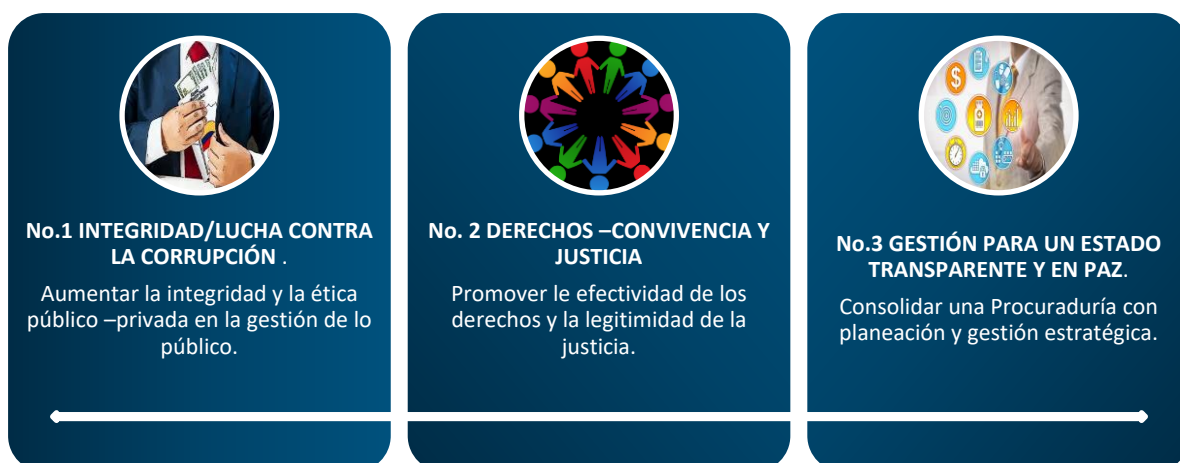 No.1 INTEGRIDAD/LUCHA CONTRA
LA CORRUPCIÓN .
Aumentar la integridad y la ética
público –privada en la gestión de lo
público.
No. 2 DERECHOS –CONVIVENCIA Y
JUSTICIA
Promover le efectividad de los
derechos y la legitimidad de la
justicia.
No.3 GESTIÓN PARA UN ESTADO
TRANSPARENTE Y EN PAZ.
Consolidar una Procuraduría con
planeación y gestión estratégica.